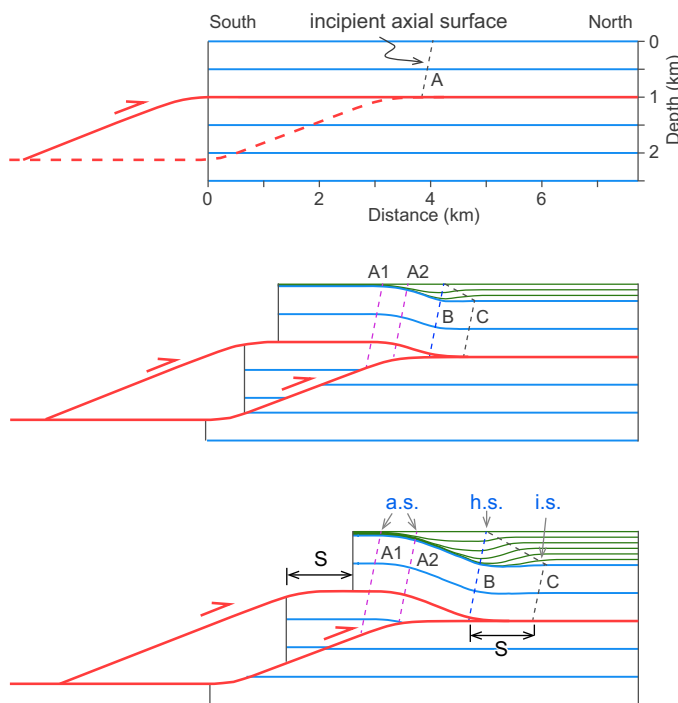 South
incipient axial surface
North
A
0
1
2
Depth (km)
0
2
4
6
Distance (km)
A1
A2
B
C
a.s.
h.s.
i.s.
S
A1
A2
B
C
S